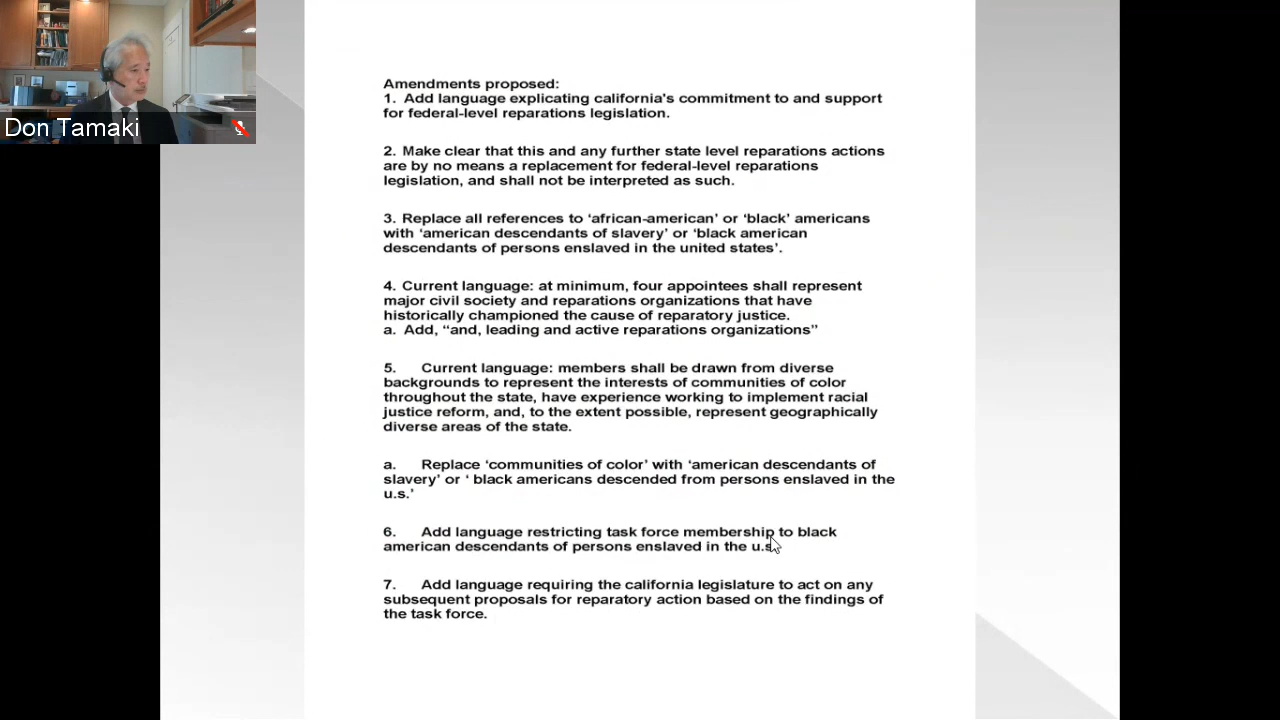 Don Tamaki
Amendments proposed:
1. Add language explicating california's commitment to and support
for federal-level reparations legislation.
2. Make clear that this and any further state level reparations actions
are by no means a replacement for federal-level reparations
legislation, and shall not be interpreted as such.
3. Replace all references to ‘african-american’ or ‘black’ americans
with ‘american descendants of slavery’ or ‘black american
descendants of persons enslaved in the united states’.
4. Current language: at minimum, four appointees shall represent
major civil society and reparations organizations that have
historically championed the cause of reparatory justice.
a. Add, “and, leading and active reparations organizations”
5. Current language: members shall be drawn from diverse
backgrounds to represent the interests of communities of color
throughout the state, have experience working to implement racial
justice reform, and, to the extent possible, represent geographically
diverse areas of the state.
a. Replace ‘communities of color’ with ‘american descendants of
slavery’ or ‘ black americans descended from persons enslaved in the
u.s.’
6. Add language restricting task force membership to black
american descendants of persons enslaved in the u.s
7. Add language requiring the california legislature to act on any
subsequent proposals for reparatory action based on the findings of
the task force.